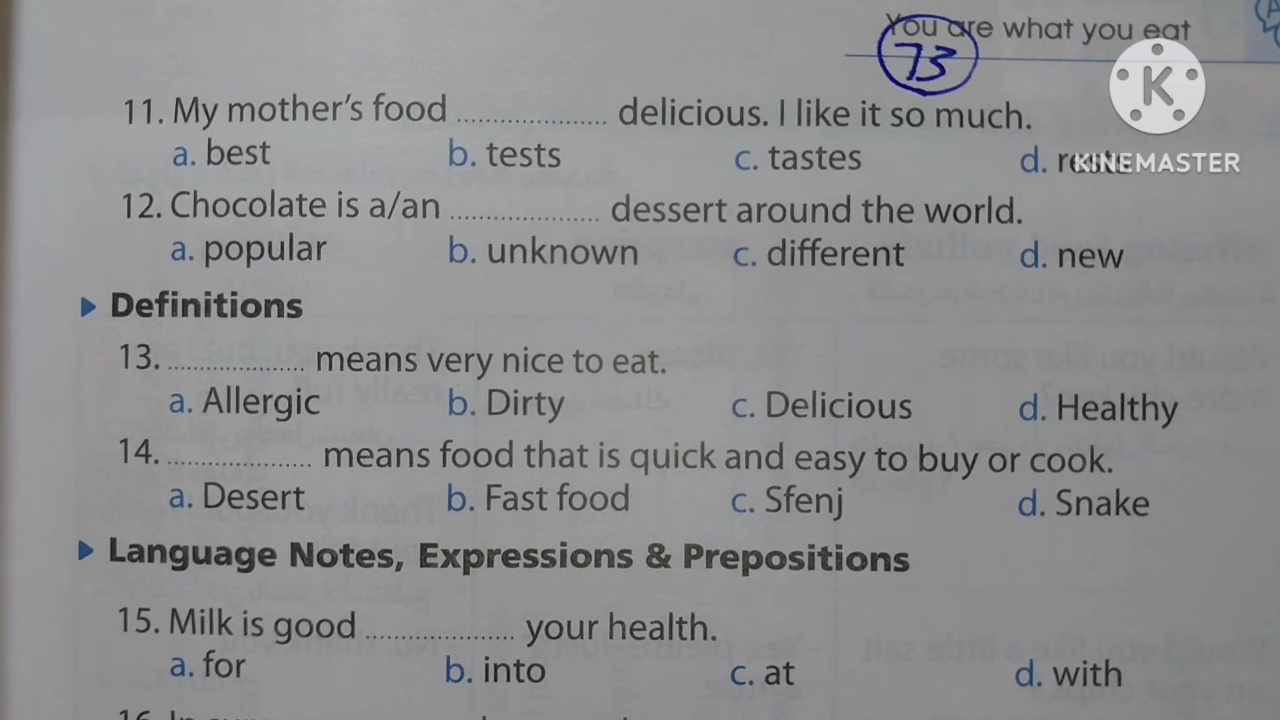 You are what you eat
73
K
KINEMASTER
11. My mother's food .................. delicious. I like it so much.
a. best b. tests c. tastes d.
12. Chocolate is a/an .................. dessert around the world.
a. popular b. unknown c. different d. new
Definitions
13. .................. means very nice to eat.
a. Allergic b. Dirty c. Delicious d. Healthy
14. .................. means food that is quick and easy to buy or cook.
a. Desert b. Fast food c. Sfenj d. Snake
Language Notes, Expressions & Prepositions
15. Milk is good .................. your health.
a. for b. into c. at d. with